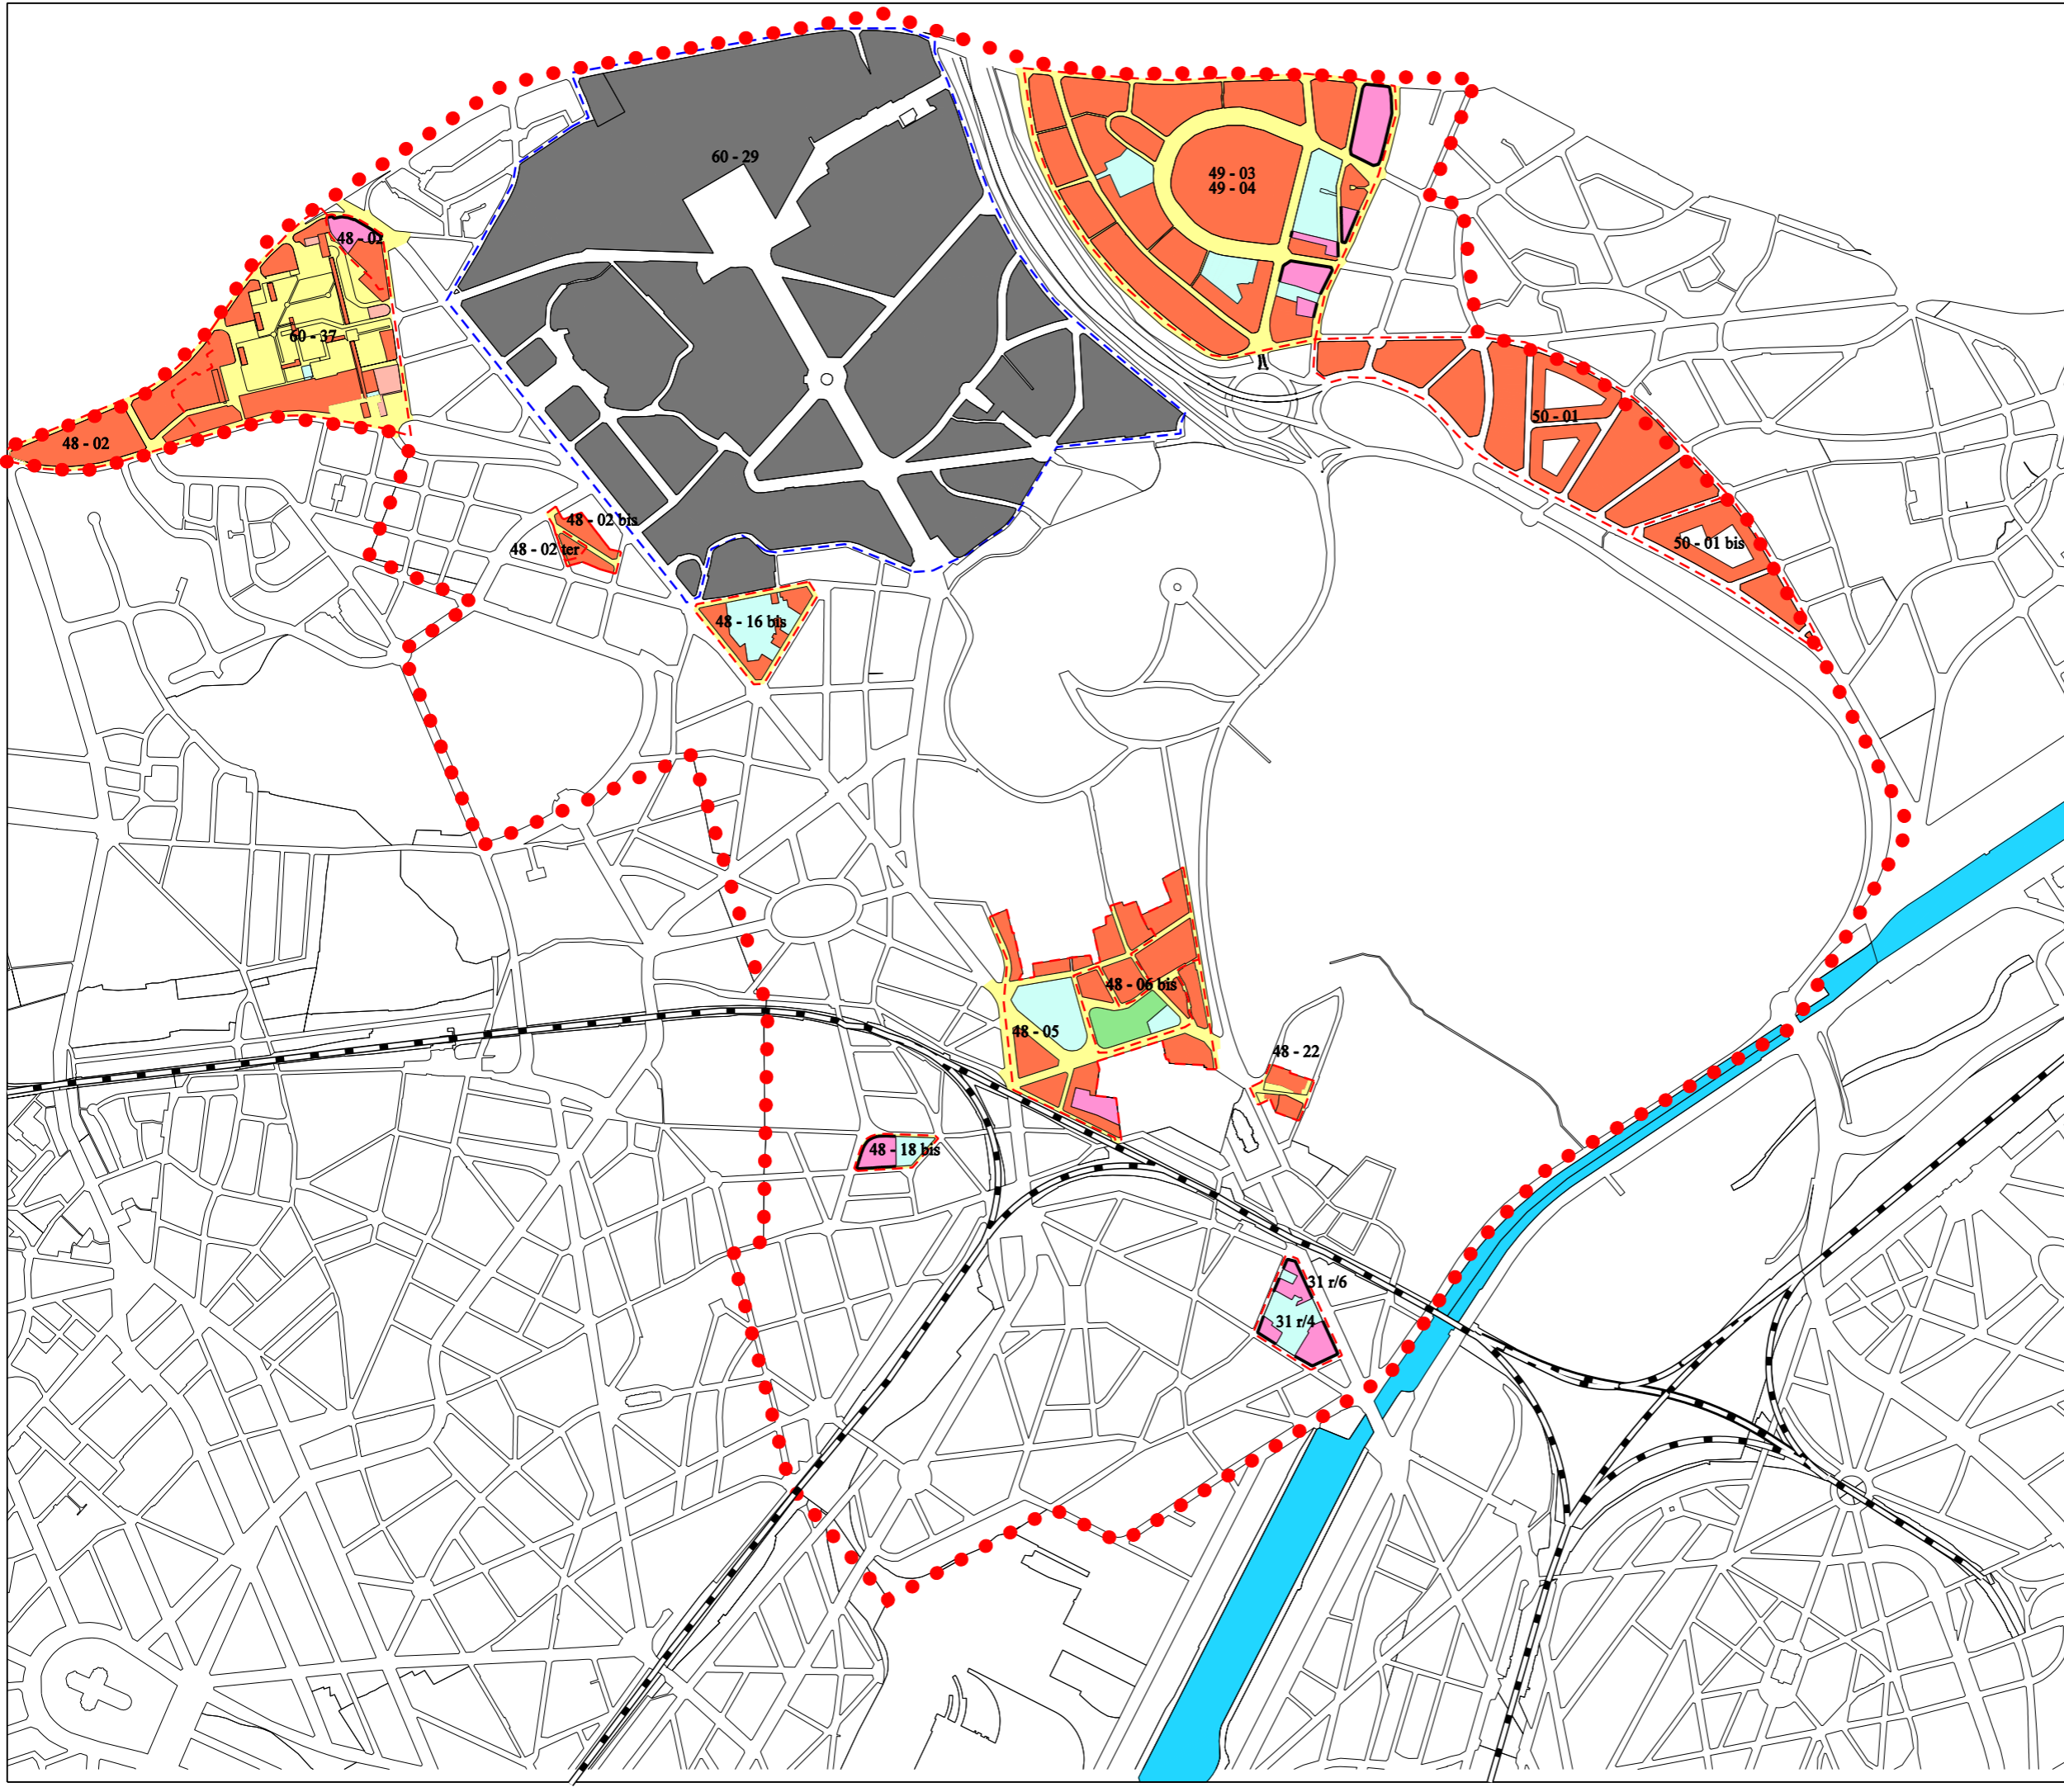 60 - 29
49 - 03
49 - 04
48 - 02
60 - 37
50 - 01
48 - 02
48 - 02 bis
50 - 01 bis
48 - 02 ter
48 - 16 bis
48 - 06 bis
48 - 05
48 - 22
48 - 18 bis
31 r/6
31 r/4